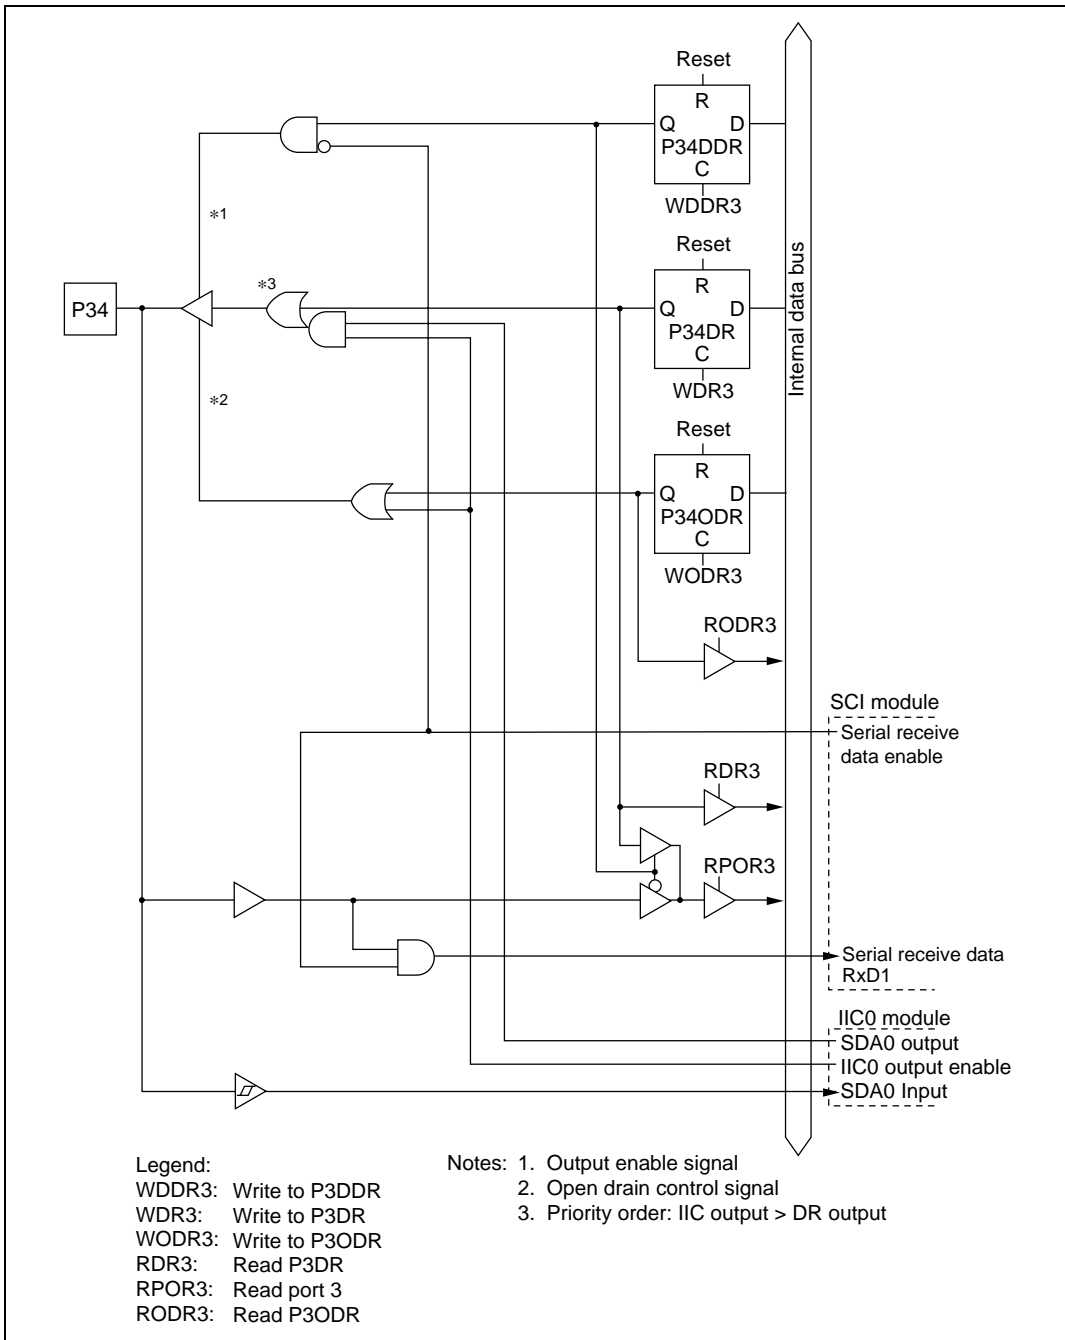 Reset
R
Q D
P34DDR
C
WDDR3
*1
Reset
R
*3
P34
Q D
P34DR
C
WDR3
Internal data bus
*2
Reset
R
Q D
P34ODR
C
WODR3
RODR3
SCI module
Serial receive
data enable
RDR3
RPOR3
Serial receive data
RxD1
IIC0 module
SDA0 output
IIC0 output enable
SDA0 Input
Legend:
WDDR3: Write to P3DDR
WDR3: Write to P3DR
WODR3: Write to P3ODR
RDR3: Read P3DR
RPOR3: Read port 3
RODR3: Read P3ODR
Notes: 1. Output enable signal
2. Open drain control signal
3. Priority order: IIC output > DR output